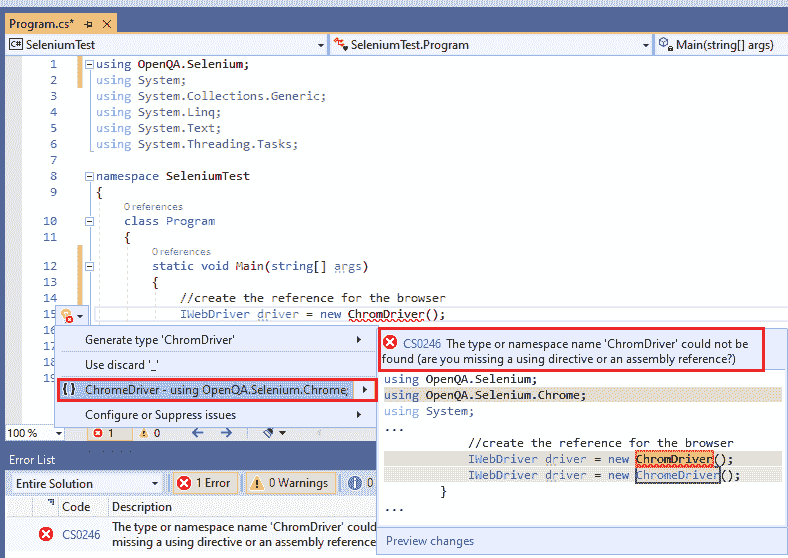 Program.cs*
SeleniumTest SeleniumTest.Program Main(string[] args)
1 using OpenQA.Selenium;
2 using System;
3 using System.Collections.Generic;
4 using System.Linq;
5 using System.Text;
6 using System.Threading.Tasks;
7
8 namespace SeleniumTest
9 {
0 references
10 class Program
11 {
0 references
12 static void Main(string[] args)
13 {
14 //create the reference for the browser
15 IWebDriver driver = new ChromDriver();
Generate type 'ChromDriver'
Use discard '_'
ChromeDriver - using OpenQA.Selenium.Chrome;
Configure or Suppress issues
CS0246 The type or namespace name 'ChromDriver' could not be
found (are you missing a using directive or an assembly reference?)
using OpenQA.Selenium;
using OpenQA.Selenium.Chrome;
using System;
...
//create the reference for the browser
IWebDriver driver = new ChromDriver();
IWebDriver driver = new ChromeDriver();
}
...
Preview changes
100 % 1 0
Error List
Entire Solution 1 Error 0 Warnings 0
Code Description
CS0246 The type or namespace name 'ChromDriver' could
missing a using directive or an assembly reference